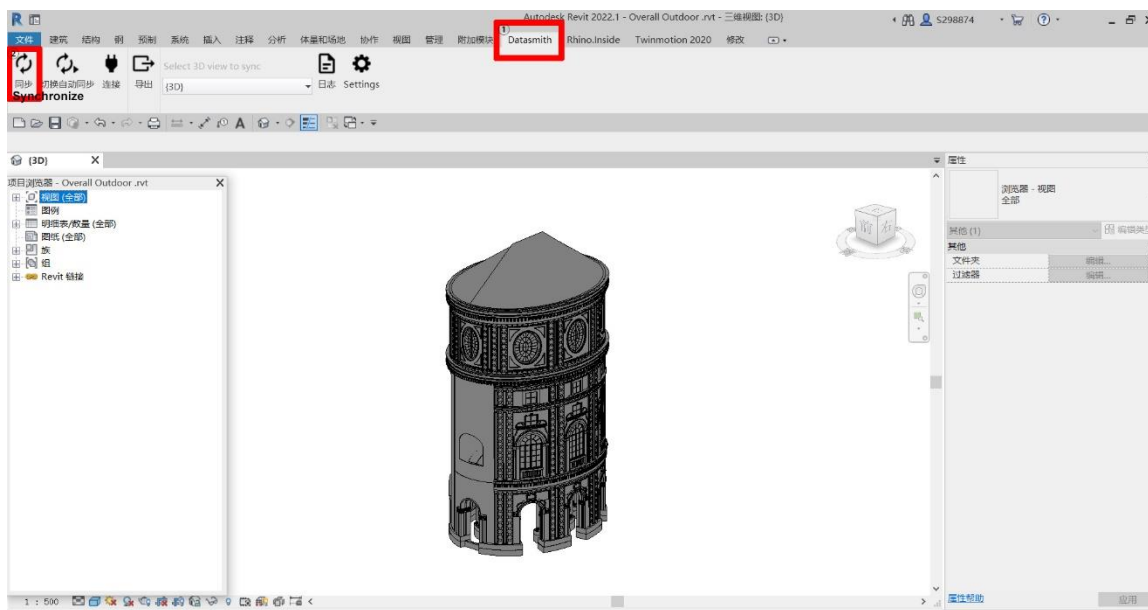 Autodesk Revit 2022.1 - Overall Outdoor .rvt - 三维视图: {3D}
S298874
文件 建筑 结构 钢 预制 系统 插入 注释 分析 体量和场地 协作 视图 管理 附加模块 Datasmith Rhino.Inside Twinmotion 2020 修改
1
同步 切换自动同步 连接 导出
Select 3D view to sync
{3D}
日志 Settings
Synchronize
{3D}
属性
项目浏览器 - Overall Outdoor .rvt
视图 (全部)
图例
明细表/数量 (全部)
图纸 (全部)
族
组
Revit 链接
浏览器 - 视图
全部
其他 (1)
编辑类型
其他
文件夹 编辑...
过滤器 编辑...
前
右
1 : 500
属性帮助
应用